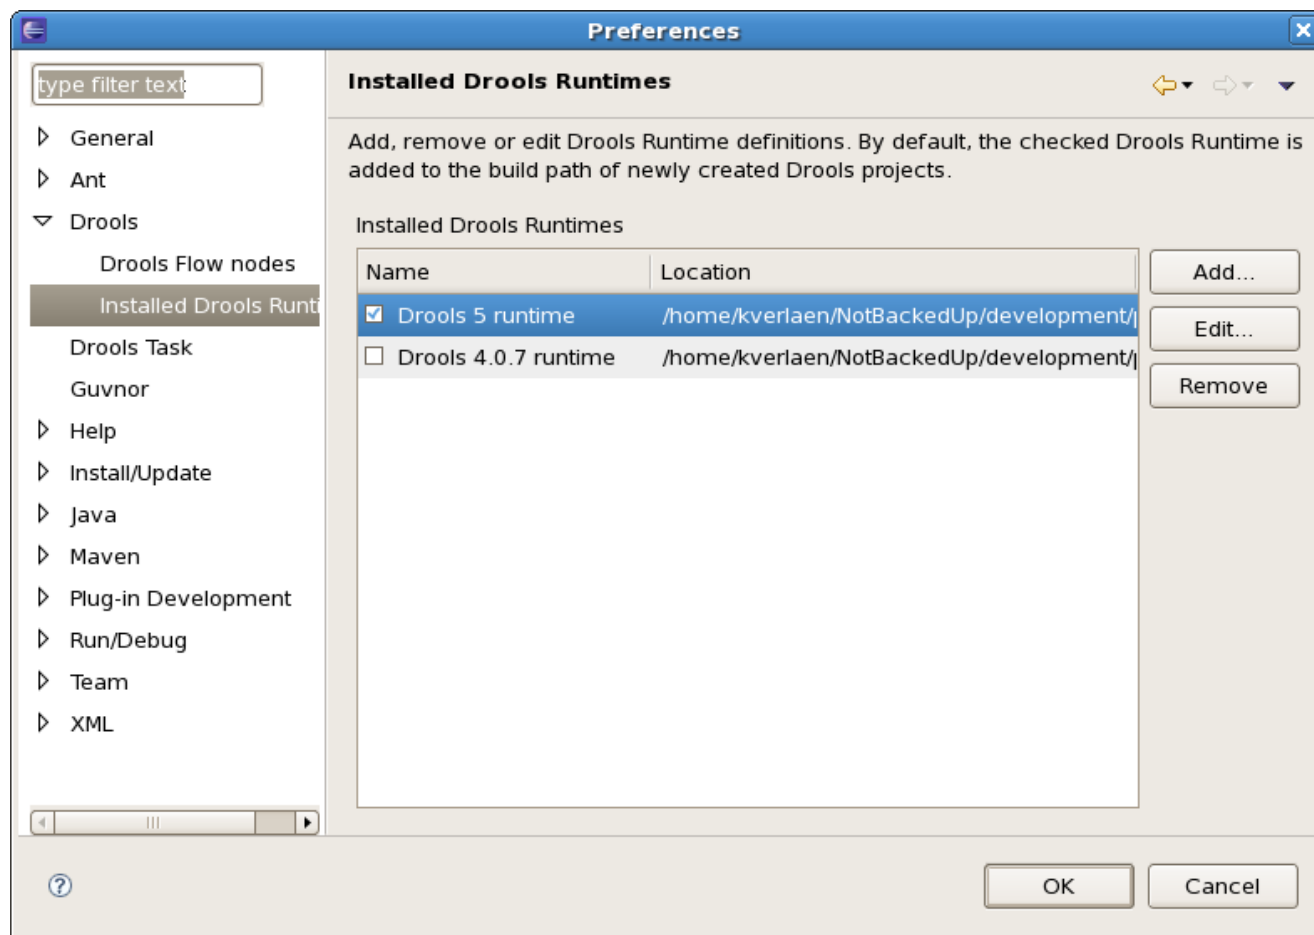 Preferences
type filter text
General
Ant
Drools
Drools Flow nodes
Installed Drools Runti
Drools Task
Guvnor
Help
Install/Update
Java
Maven
Plug-in Development
Run/Debug
Team
XML
Installed Drools Runtimes
Add, remove or edit Drools Runtime definitions. By default, the checked Drools Runtime is
added to the build path of newly created Drools projects.
Installed Drools Runtimes
Name Location
Drools 5 runtime /home/kverlaen/NotBackedUp/development/
Drools 4.0.7 runtime /home/kverlaen/NotBackedUp/development/
Add...
Edit...
Remove
OK
Cancel